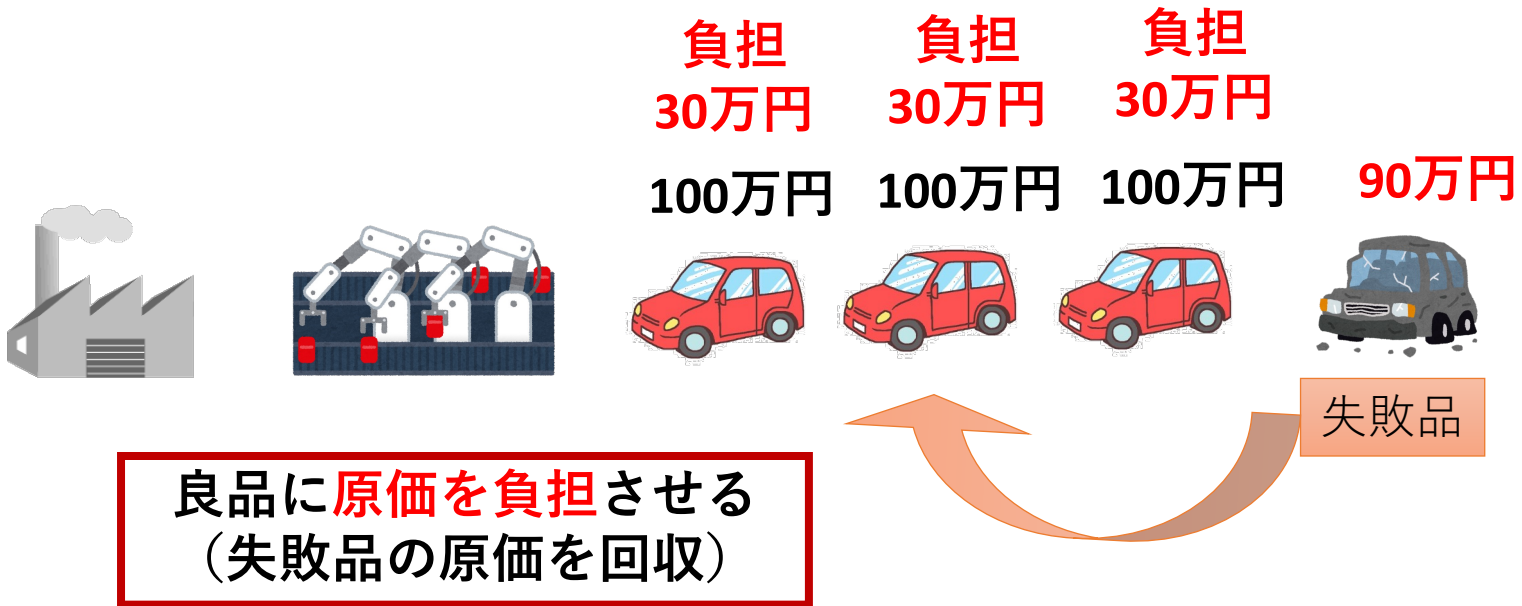 負担
30万円
負担
30万円
負担
30万円
100万円
100万円
100万円
90万円
失敗品
良品に原価を負担させる
（失敗品の原価を回収）